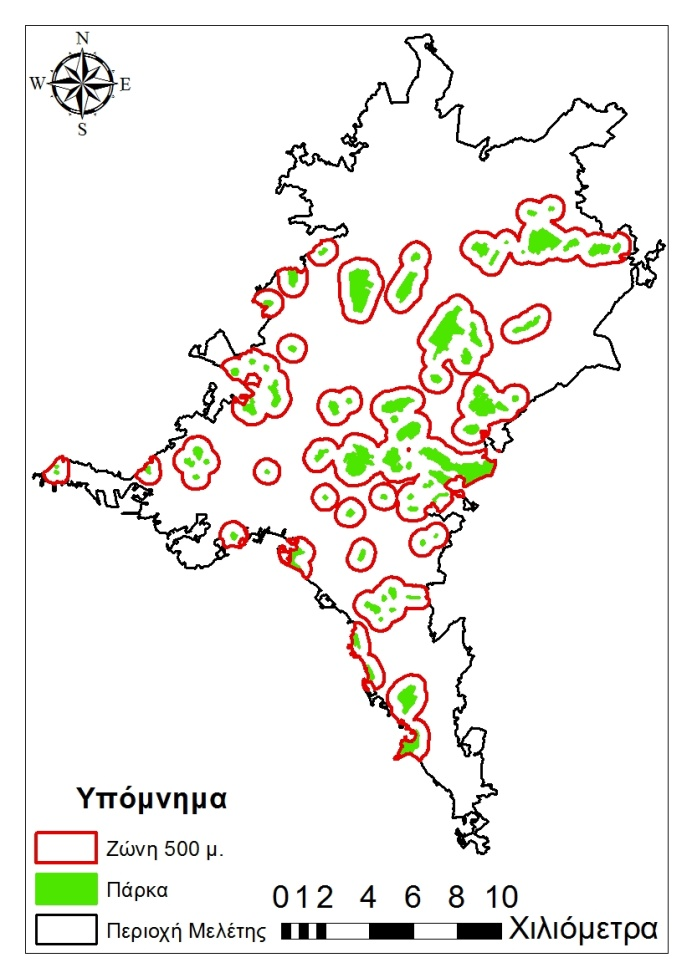 N
W E
S
Υπόμνημα
Ζώνη 500 μ.
Πάρκα
Περιοχή Μελέτης
0 1 2 4 6 8 10
Χιλιόμετρα